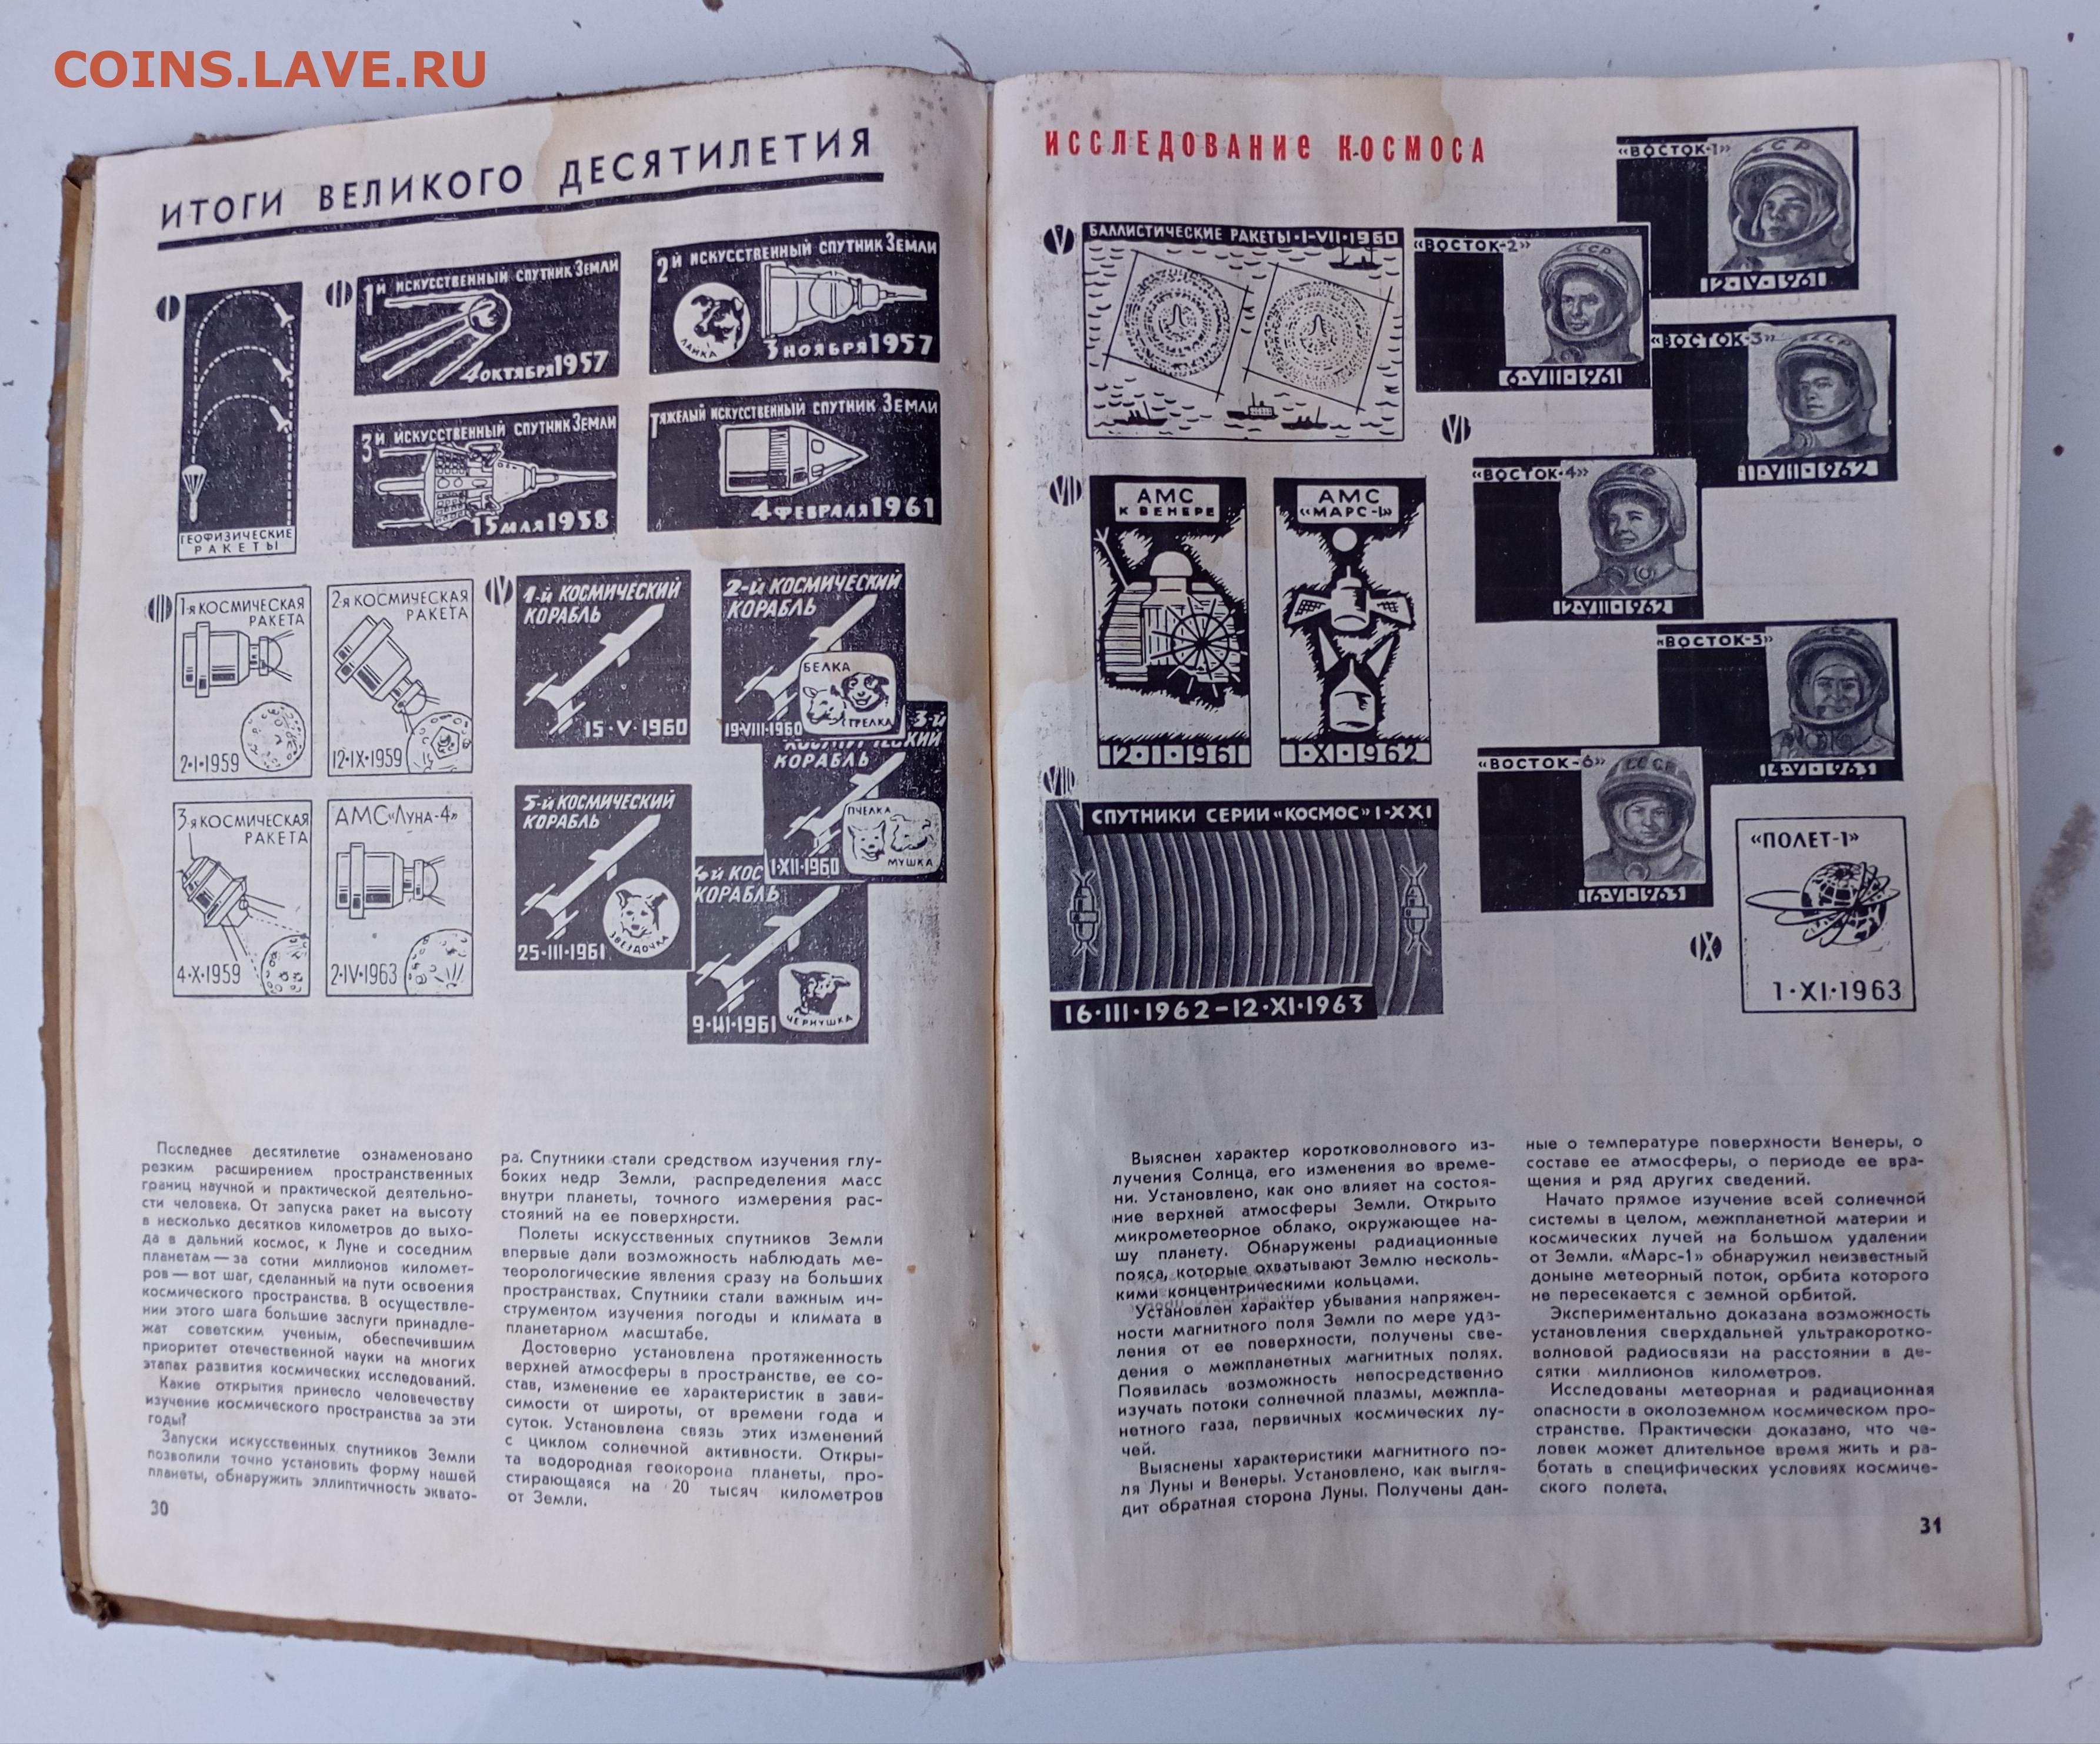 COINS.LAVE.RU
ИТОГИ ВЕЛИКОГО ДЕСЯТИЛЕТИЯ
I
ГЕОФИЗИЧЕСКИЕ
РАКЕТЫ
II
1й ИСКУССТВЕННЫЙ СПУТНИК ЗЕМЛИ
4 ОКТЯБРЯ 1957
2й ИСКУССТВЕННЫЙ СПУТНИК ЗЕМЛИ
ЛАЙКА
3 НОЯБРЯ 1957
3й ИСКУССТВЕННЫЙ СПУТНИК ЗЕМЛИ
15 МАЯ 1958
ТЯЖЕЛЫЙ ИСКУССТВЕННЫЙ СПУТНИК ЗЕМЛИ
4 ФЕВРАЛЯ 1961
III
1-я КОСМИЧЕСКАЯ
РАКЕТА
2·I·1959
2-я КОСМИЧЕСКАЯ
РАКЕТА
12·IX·1959
3-я КОСМИЧЕСКАЯ
РАКЕТА
4·X·1959
АМС «ЛУНА-4»
2·IV·1963
IV
1-й КОСМИЧЕСКИЙ
КОРАБЛЬ
15·V·1960
2-й КОСМИЧЕСКИЙ
КОРАБЛЬ
БЕЛКА
СТРЕЛКА
19·VIII·1960
3-й
КОСМИЧЕСКИЙ
КОРАБЛЬ
ПЧЕЛКА
МУШКА
1·XII·1960
5-й КОСМИЧЕСКИЙ
КОРАБЛЬ
ЗВЕЗДОЧКА
25·III·1961
4-й КОС
КОРАБЛЬ
ЧЕРНУШКА
9·III·1961
Последнее десятилетие ознаменовано
резким расширением пространственных
границ научной и практической деятельно-
сти человека. От запуска ракет на высоту
в несколько десятков километров до выхо-
да в дальний космос, к Луне и соседним
планетам — за сотни миллионов километ-
ров — вот шаг, сделанный на пути освоения
космического пространства. В осуществле-
нии этого шага большие заслуги принадле-
жат советским ученым, обеспечившим
приоритет отечественной науки на многих
этапах развития космических исследований.
Какие открытия принесло человечеству
изучение космического пространства за эти
годы?
Запуски искусственных спутников Земли
позволили точно установить форму нашей
планеты, обнаружить эллиптичность эквато-
30
ра. Спутники стали средством изучения глу-
боких недр Земли, распределения масс
внутри планеты, точного измерения рас-
стояний на ее поверхности.
Полеты искусственных спутников Земли
впервые дали возможность наблюдать ме-
теорологические явления сразу на больших
пространствах. Спутники стали важным ин-
струментом изучения погоды и климата в
планетарном масштабе.
Достоверно установлена протяженность
верхней атмосферы в пространстве, ее со-
став, изменение ее характеристик в зави-
симости от широты, от времени года и
суток. Установлена связь этих изменений
с циклом солнечной активности. Откры-
та водородная геокорона планеты, про-
стирающаяся на 20 тысяч километров
от Земли.
ИССЛЕДОВАНИЕ КОСМОСА
V
БАЛЛИСТИЧЕСКИЕ РАКЕТЫ·I-VII·1960
«ВОСТОК-1»
СССР
12·IV·1961
«ВОСТОК-2»
СССР
6·VIII·1961
«ВОСТОК-3»
СССР
11·VIII·1962
VI
«ВОСТОК-4»
СССР
12·VIII·1962
«ВОСТОК-5»
СССР
14·VI·1963
«ВОСТОК-6»
СССР
16·VI·1963
VII
АМС
К ВЕНЕРЕ
12·II·1961
АМС
«МАРС-1»
1·XI·1962
VIII
СПУТНИКИ СЕРИИ «КОСМОС» I-XXI
16·III·1962-12·XI·1963
IX
«ПОЛЕТ-1»
1·XI·1963
Выяснен характер коротковолнового из-
лучения Солнца, его изменения во време-
ни. Установлено, как оно влияет на состоя-
ние верхней атмосферы Земли. Открыто
микрометеорное облако, окружающее на-
шу планету. Обнаружены радиационные
пояса, которые охватывают Землю несколь-
кими концентрическими кольцами.
Установлен характер убывания напряжен-
ности магнитного поля Земли по мере уда-
ления от ее поверхности, получены све-
дения о межпланетных магнитных полях.
Появилась возможность непосредственно
изучать потоки солнечной плазмы, межпла-
нетного газа, первичных космических лу-
чей.
Выяснены характеристики магнитного по-
ля Луны и Венеры. Установлено, как выгля-
дит обратная сторона Луны. Получены дан-
ные о температуре поверхности Венеры, о
составе ее атмосферы, о периоде ее вра-
щения и ряд других сведений.
Начато прямое изучение всей солнечной
системы в целом, межпланетной материи и
космических лучей на большом удалении
от Земли. «Марс-1» обнаружил неизвестный
доныне метеорный поток, орбита которого
не пересекается с земной орбитой.
Экспериментально доказана возможность
установления сверхдальней ультракоротко-
волновой радиосвязи на расстоянии в де-
сятки миллионов километров.
Исследованы метеорная и радиационная
опасности в околоземном космическом про-
странстве. Практически доказано, что че-
ловек может длительное время жить и ра-
ботать в специфических условиях космиче-
ского полета.
31